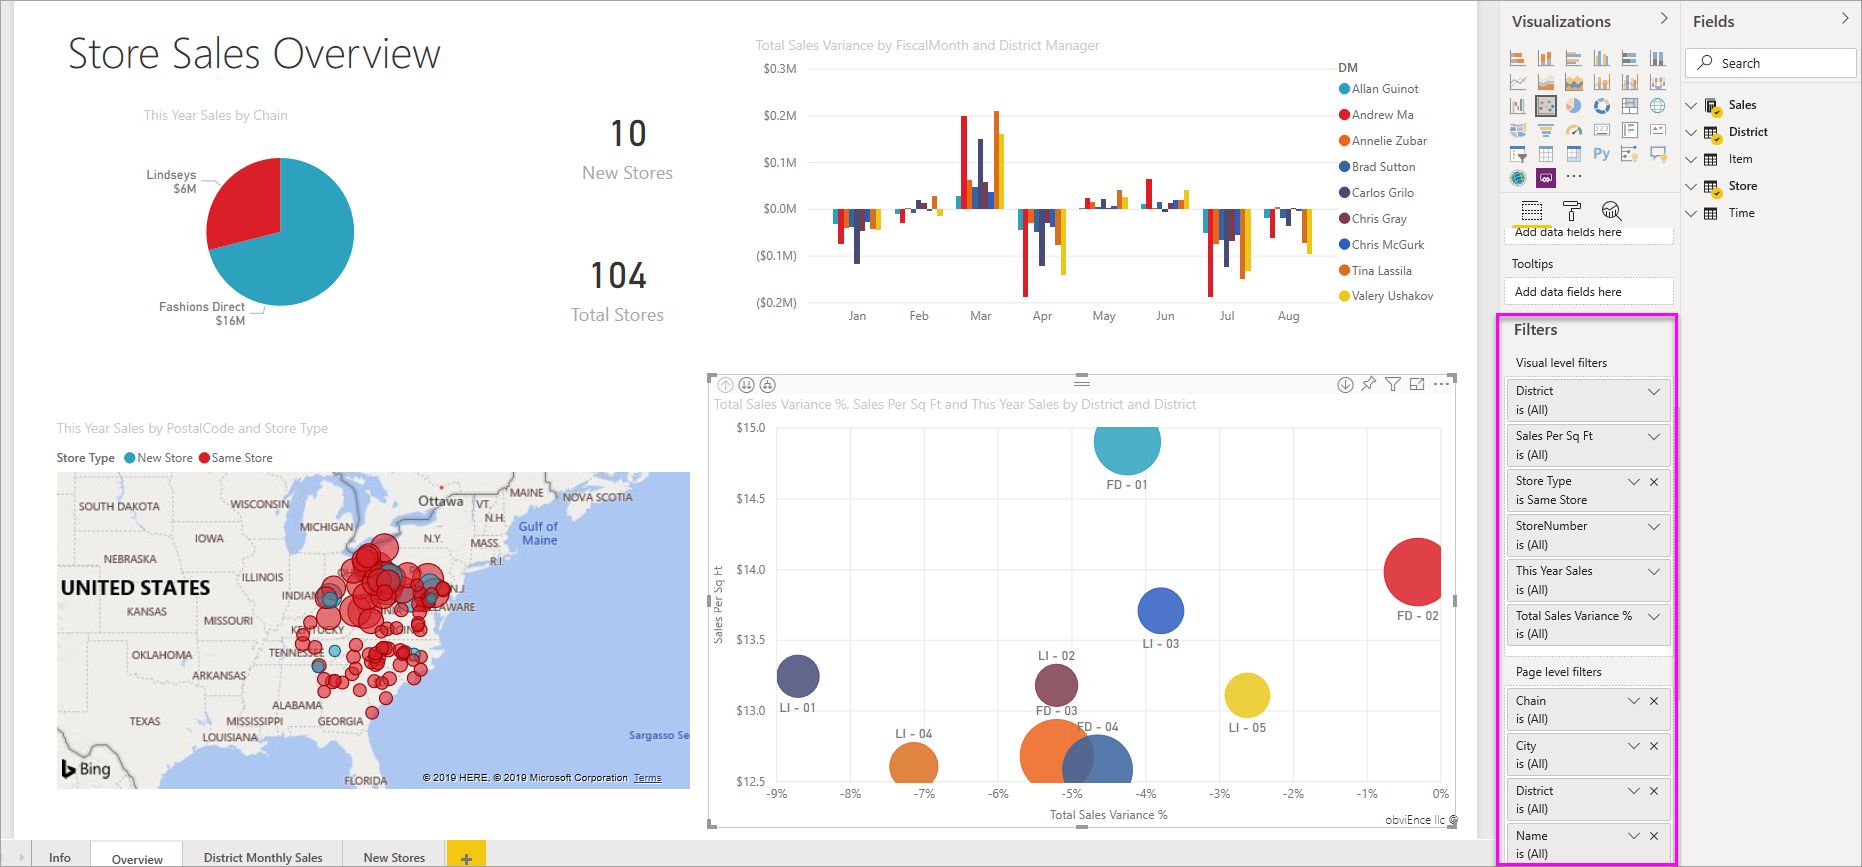 Store Sales Overview
This Year Sales by Chain
Lindseys
$6M
Fashions Direct
$16M
10
New Stores
104
Total Stores
Total Sales Variance by FiscalMonth and District Manager
$0.3M
$0.2M
$0.1M
$0.0M
($0.1M)
($0.2M)
Jan Feb Mar Apr May Jun Jul Aug
DM
Allan Guinot
Andrew Ma
Annelie Zubar
Brad Sutton
Carlos Grilo
Chris Gray
Chris McGurk
Tina Lassila
Valery Ushakov
This Year Sales by PostalCode and Store Type
Store Type New Store Same Store
Ottawa
MAINE
NOVA SCOTIA
SOUTH DAKOTA
WISCONSIN
VT.
N.H.
MICHIGAN
Gulf of
Maine
N.Y.
MASS.
IOWA
R.I.
NEBRASKA
ILLINOIS
UNITED STATES
N.J.
KANSAS
MISSOURI
KENTUCKY
OKLAHOMA
TENNESSEE
ARKANSAS
ALABAMA
TEXAS
MISSISSIPPI
GEORGIA
LOUISIANA
Sargasso Se
Bing
FLORIDA
© 2019 HERE, © 2019 Microsoft Corporation Terms
Total Sales Variance %, Sales Per Sq Ft and This Year Sales by District and District
Sales Per Sq Ft
$15.0
$14.5
$14.0
$13.5
$13.0
$12.5
FD - 01
FD - 02
LI - 03
LI - 02
LI - 01
FD - 03
FD - 04
LI - 05
LI - 04
-9% -8% -7% -6% -5% -4% -3% -2% -1% 0%
Total Sales Variance %
obviEnce llc ©
Info
Overview
District Monthly Sales
New Stores
+
Visualizations
Py
123
Add data fields here
Tooltips
Add data fields here
Filters
Visual level filters
District
is (All)
Sales Per Sq Ft
is (All)
Store Type
is Same Store
StoreNumber
is (All)
This Year Sales
is (All)
Total Sales Variance %
is (All)
Page level filters
Chain
is (All)
City
is (All)
District
is (All)
Name
is (All)
Fields
Search
Sales
District
Item
Store
Time